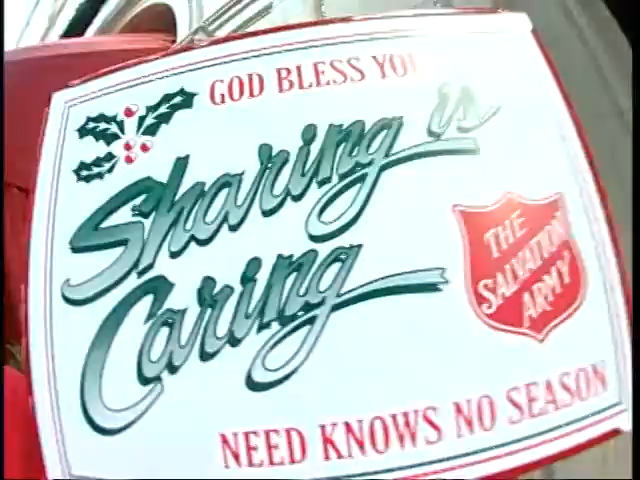 GOD BLESS YOU
Sharing is
Caring
THE
SALVATION
ARMY
NEED KNOWS NO SEASON